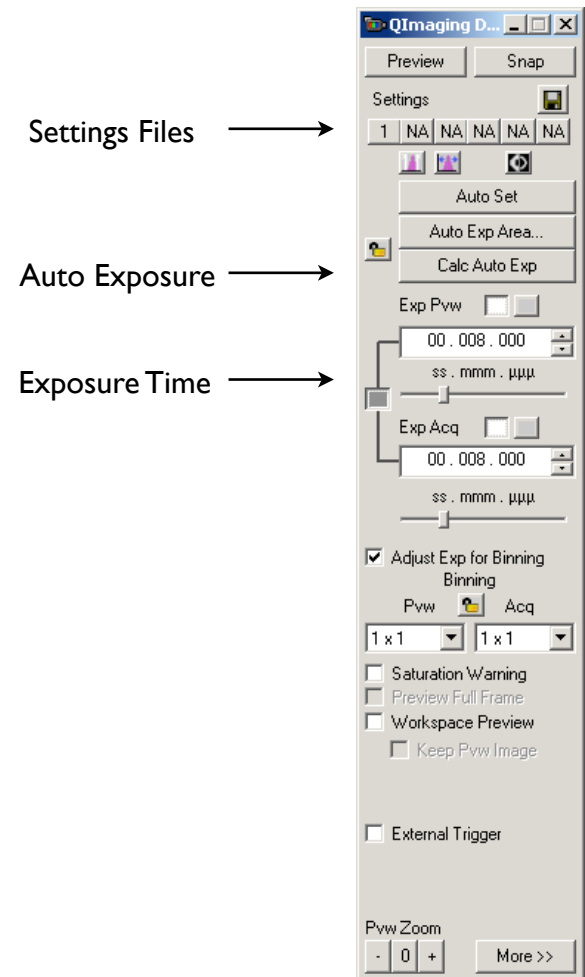 QImaging D...
Preview Snap
Settings
Settings Files
1 NA NA NA NA NA
Auto Set
Auto Exp Area...
Auto Exposure
Calc Auto Exp
Exp Pvw
00 . 008 . 000
Exposure Time
ss . mmm . µµµ
Exp Acq
00 . 008 . 000
ss . mmm . µµµ
Adjust Exp for Binning
Binning
Pvw Acq
1 x 1 1 x 1
Saturation Warning
Preview Full Frame
Workspace Preview
Keep Pvw Image
External Trigger
Pvw Zoom
- 0 + More >>